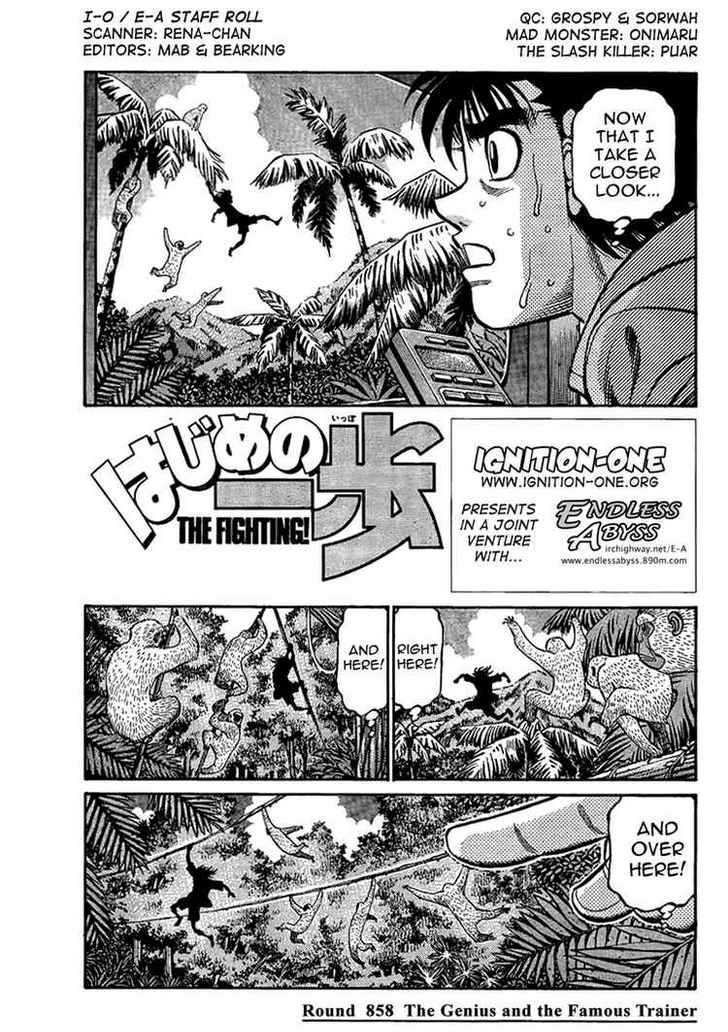 I-O / E-A STAFF ROLL
SCANNER: RENA-CHAN
EDITORS: MAB & BEARKING
QC: GROSPY & SORWAH
MAD MONSTER: ONIMARU
THE SLASH KILLER: PUAR
NOW
THAT I
TAKE A
CLOSER
LOOK...
はじめの一歩
いっぽ
THE FIGHTING!
IGNITION-ONE
WWW.IGNITION-ONE.ORG
PRESENTS
IN A JOINT
VENTURE
WITH...
ENDLESS
ABYSS
irchighway.net/E-A
www.endlessabyss.890m.com
RIGHT
HERE!
AND
HERE!
AND
OVER
HERE!
Round 858 The Genius and the Famous Trainer